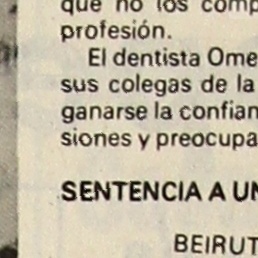 que no los comp
profesión.
El dentista Ome
sus colegas de la
ganarse la confian
siones y preocupa
SENTENCIA A UN
BEIRUT